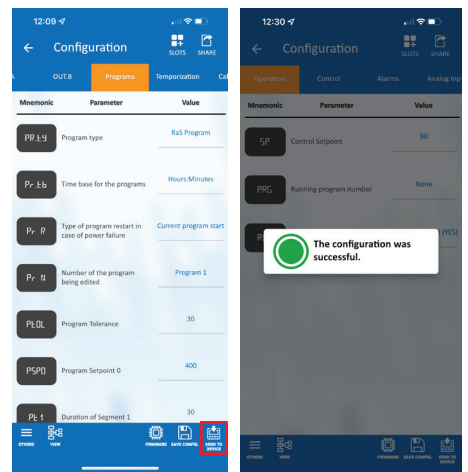 12:09
Configuration
SLOTS SHARE
OUT.B Programs Temporization Cal
Mnemonic Parameter Value
PR.tY Program type RaS Program
Pr.tb Time base for the programs Hours:Minutes
Pr R Type of program restart in case of power failure Current program start
Pr N Number of the program being edited Program 1
PtOL Program Tolerance 30
PSP0 Program Setpoint 0 400
Pt 1 Duration of Segment 1 30
OTHERS VIEW FIRMWARE SAVE CONFIG. SEND TO DEVICE
12:30
Configuration
SLOTS SHARE
Operation Control Alarms Analog Inp
Mnemonic Parameter Value
SP Control Setpoint 90
PRG Running program number None
(YES)
The configuration was
successful.
OTHERS VIEW FIRMWARE SAVE CONFIG. SEND TO DEVICE